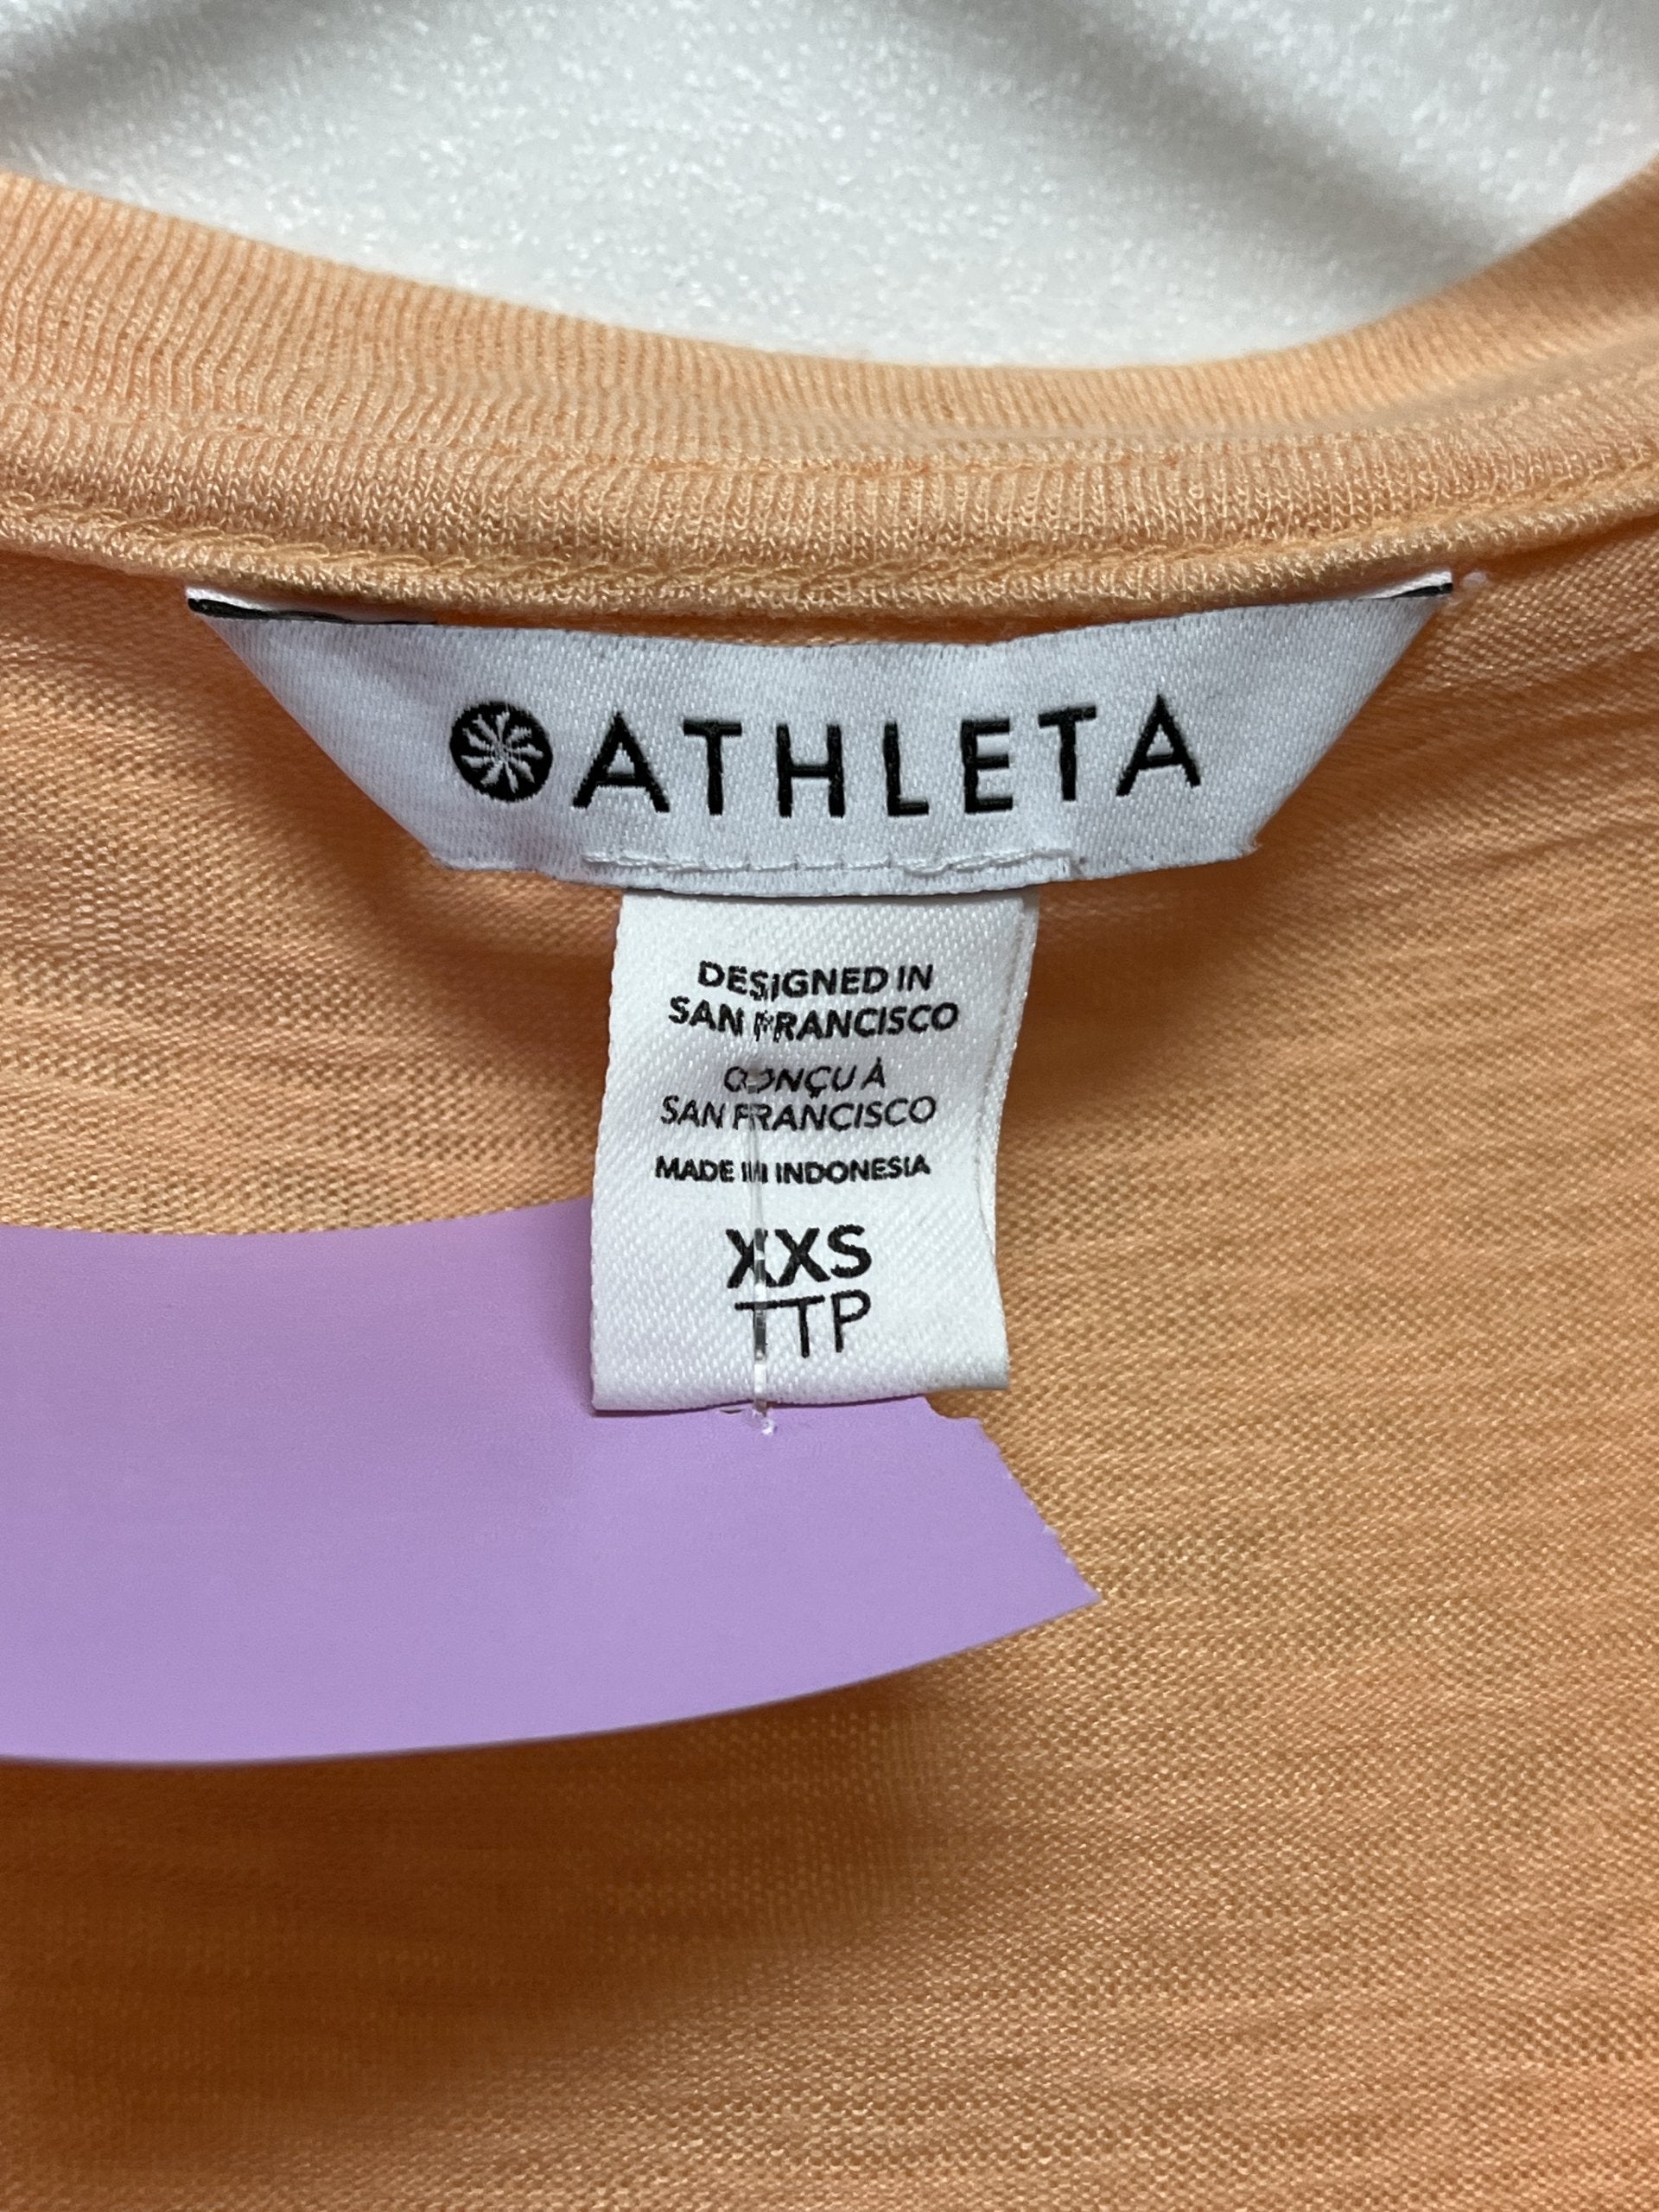 ATHLETA
DESIGNED IN
SAN FRANCISCO
CONÇU À
SAN FRANCISCO
MADE IN INDONESIA
XXS
TTP